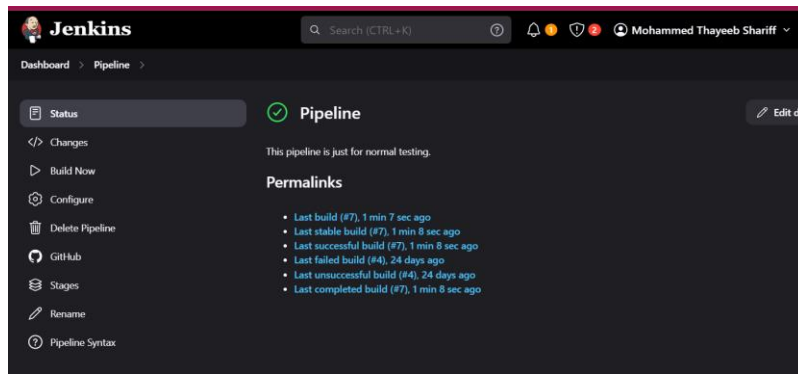 Jenkins
Search (CTRL+K)
1
2
Mohammed Thayeeb Shariff
Dashboard > Pipeline >
Status
Changes
Build Now
Configure
Delete Pipeline
GitHub
Stages
Rename
Pipeline Syntax
Pipeline
Edit d
This pipeline is just for normal testing.
Permalinks
Last build (#7), 1 min 7 sec ago
Last stable build (#7), 1 min 8 sec ago
Last successful build (#7), 1 min 8 sec ago
Last failed build (#4), 24 days ago
Last unsuccessful build (#4), 24 days ago
Last completed build (#7), 1 min 8 sec ago